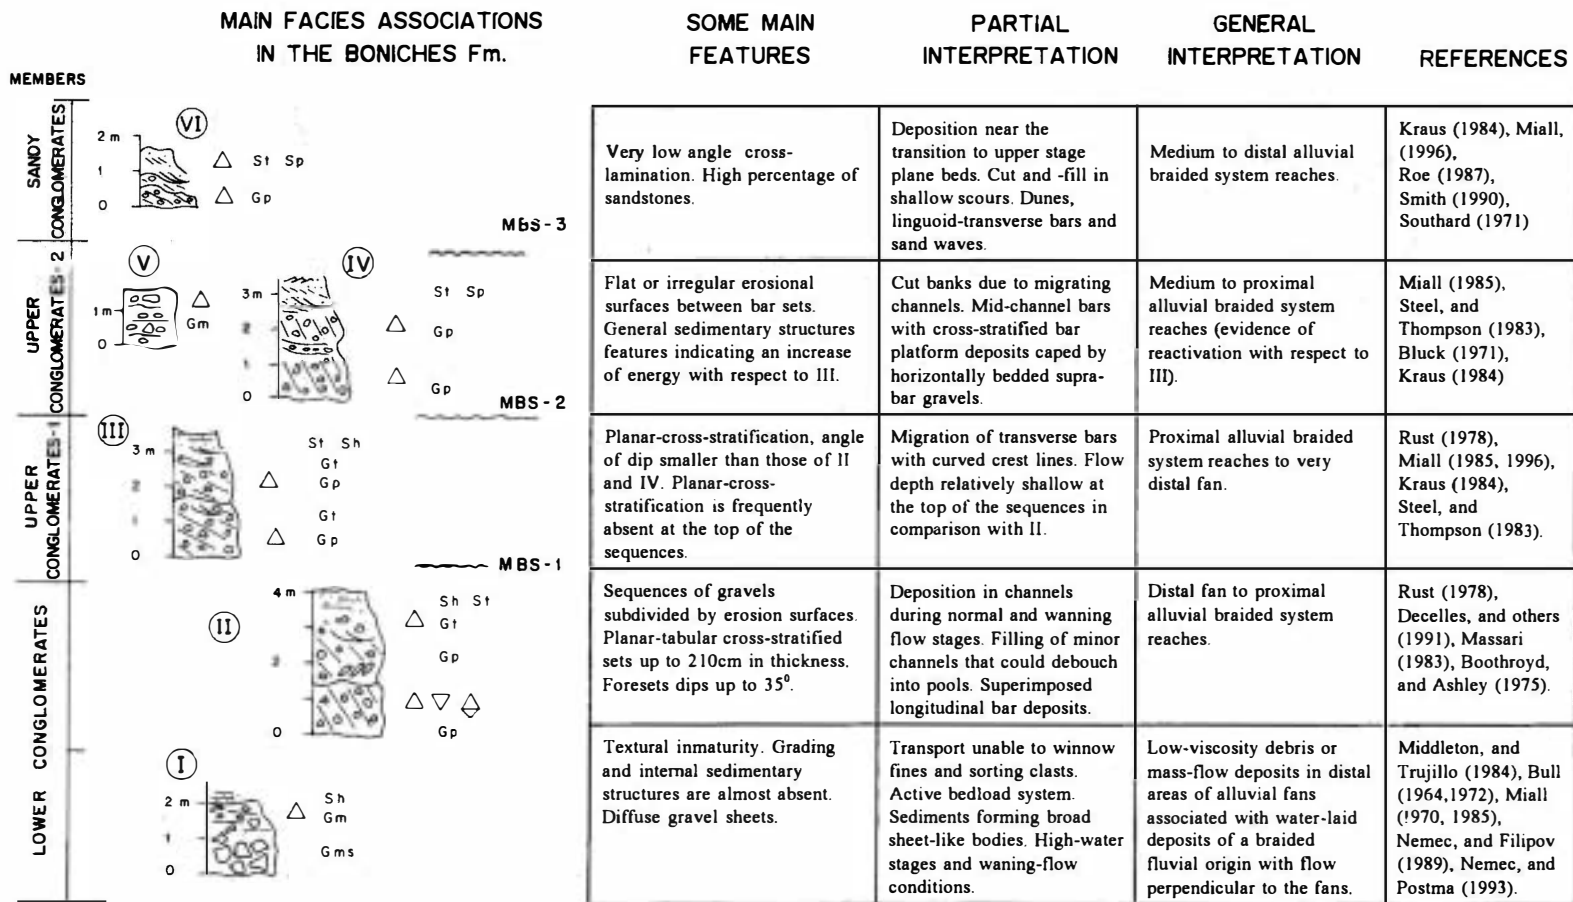 MAIN FACIES ASSOCIATIONS
IN THE BONICHES Fm.
SOME MAIN
FEATURES
PARTIAL
INTERPRETATION
GENERAL
INTERPRETATION
REFERENCES
MEMBERS
SANDY
CONGLOMERATES
VI
2 m
1
0
St Sp
Gp
MBS-3
Very low angle cross-
lamination. High percentage of
sandstones.
Deposition near the
transition to upper stage
plane beds. Cut and -fill in
shallow scours. Dunes,
linguoid-transverse bars and
sand waves.
Medium to distal alluvial
braided system reaches.
Kraus (1984), Miall,
(1996),
Roe (1987),
Smith (1990),
Southard (1971)
UPPER
CONGLOMERATES-2
V
1 m
0
Gm
IV
3 m
2
1
0
St Sp
Gp
Gp
MBS-2
Flat or irregular erosional
surfaces between bar sets.
General sedimentary structures
features indicating an increase
of energy with respect to III.
Cut banks due to migrating
channels. Mid-channel bars
with cross-stratified bar
platform deposits caped by
horizontally bedded supra-
bar gravels.
Medium to proximal
alluvial braided system
reaches (evidence of
reactivation with respect to
III).
Miall (1985),
Steel, and
Thompson (1983),
Bluck (1971),
Kraus (1984)
UPPER
CONGLOMERATES-1
III
3 m
2
1
0
St Sh
Gt
Gp
Gt
Gp
MBS-1
Planar-cross-stratification, angle
of dip smaller than those of II
and IV. Planar-cross-
stratification is frequently
absent at the top of the
sequences.
Migration of transverse bars
with curved crest lines. Flow
depth relatively shallow at
the top of the sequences in
comparison with II.
Proximal alluvial braided
system reaches to very
distal fan.
Rust (1978),
Miall (1985, 1996),
Kraus (1984),
Steel, and
Thompson (1983).
LOWER CONGLOMERATES
II
4 m
2
0
Sh St
Gt
Gp
Gp
Sequences of gravels
subdivided by erosion surfaces.
Planar-tabular cross-stratified
sets up to 210cm in thickness.
Foresets dips up to 35⁰.
Deposition in channels
during normal and wanning
flow stages. Filling of minor
channels that could debouch
into pools. Superimposed
longitudinal bar deposits.
Distal fan to proximal
alluvial braided system
reaches.
Rust (1978),
Decelles, and others
(1991), Massari
(1983), Boothroyd,
and Ashley (1975).
I
2 m
1
0
Sh
Gm
Gms
Textural inmaturity. Grading
and internal sedimentary
structures are almost absent.
Diffuse gravel sheets.
Transport unable to winnow
fines and sorting clasts.
Active bedload system.
Sediments forming broad
sheet-like bodies. High-water
stages and waning-flow
conditions.
Low-viscosity debris or
mass-flow deposits in distal
areas of alluvial fans
associated with water-laid
deposits of a braided
fluvial origin with flow
perpendicular to the fans.
Middleton, and
Trujillo (1984), Bull
(1964,1972), Miall
(!970, 1985),
Nemec, and Filipov
(1989), Nemec, and
Postma (1993).